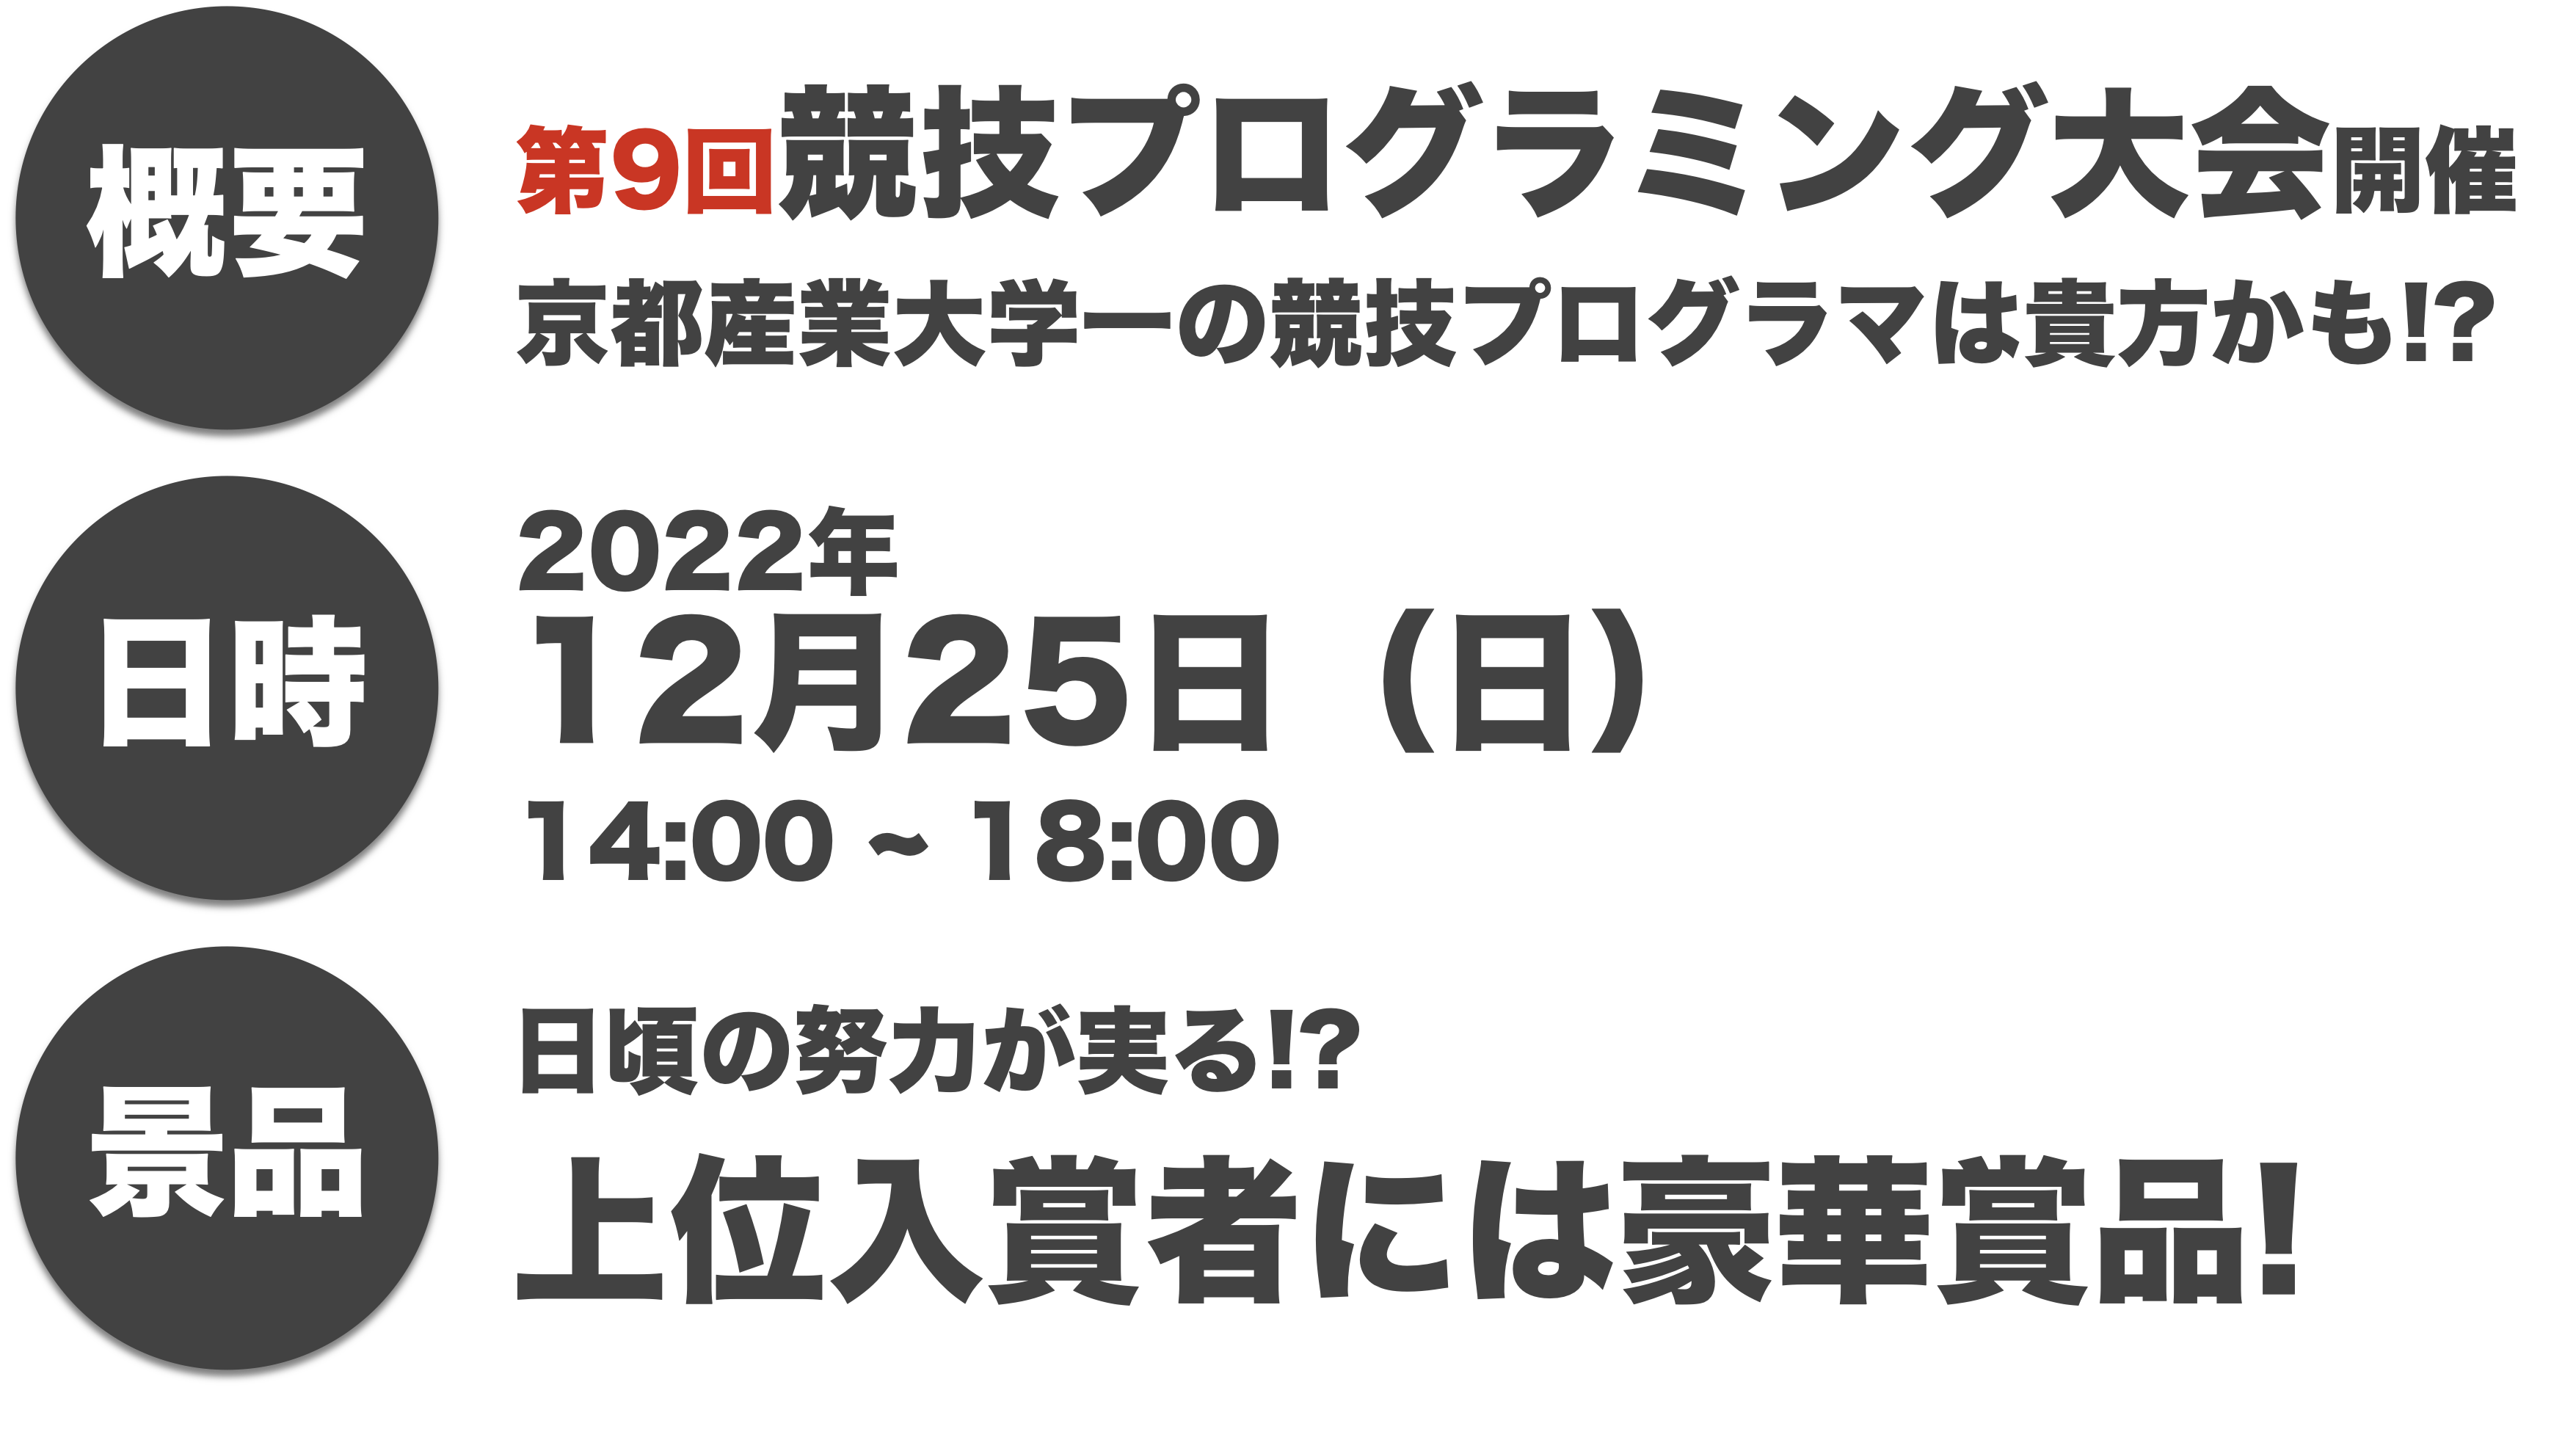 概要
第9回競技プログラミング大会開催
京都産業大学一の競技プログラマは貴方かも!?
日時
2022年
12月25日（日）
14:00 ~ 18:00
景品
日頃の努力が実る!?
上位入賞者には豪華賞品!